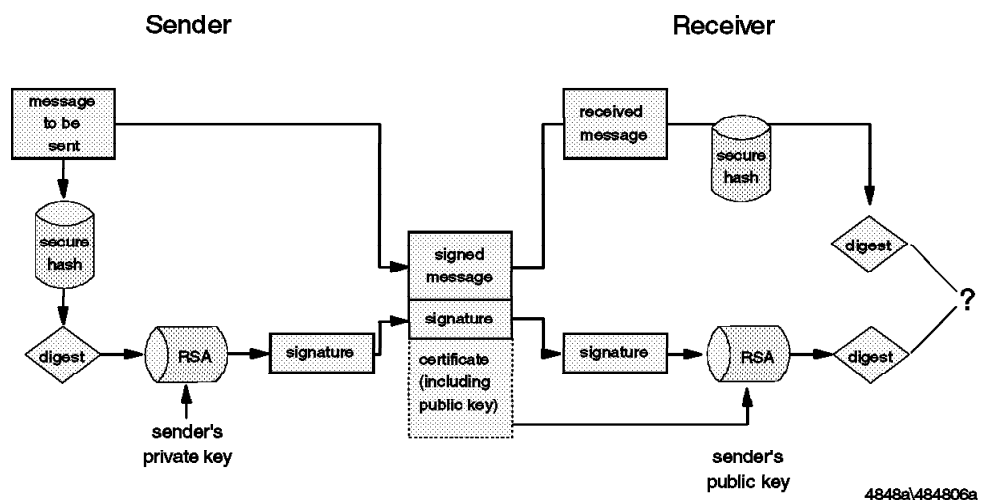 Sender
Receiver
message
to be
sent
received
message
secure
hash
secure
hash
signed
message
digest
?
signature
digest
RSA
signature
certificate
(including
public key)
signature
RSA
digest
sender's
private key
sender's
public key
4848a\484806a